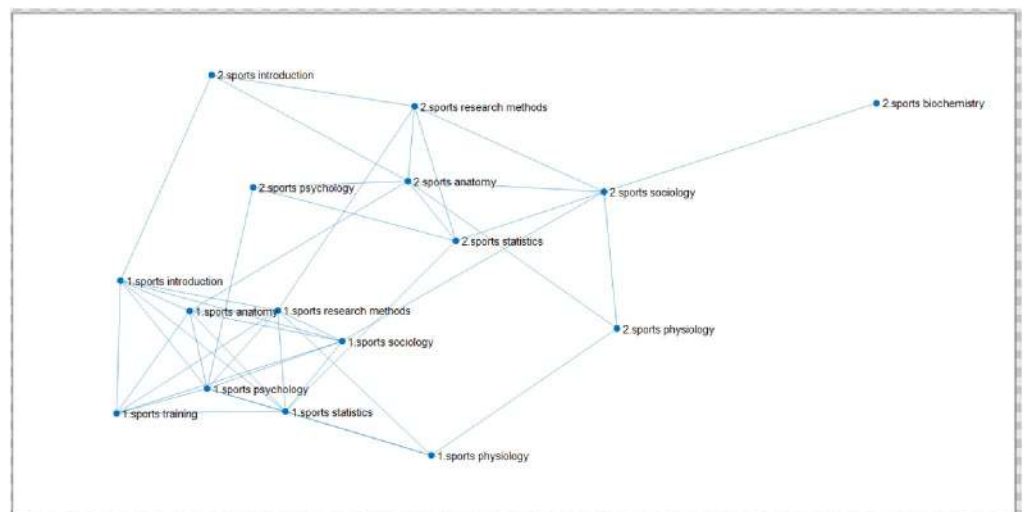 2.sports introduction
2.sports research methods
2.sports biochemistry
2.sports psychology
2.sports anatomy
2.sports sociology
2.sports statistics
1.sports introduction
1.sports anatomy
1.sports research methods
1.sports sociology
2.sports physiology
1.sports psychology
1.sports training
1.sports statistics
1.sports physiology